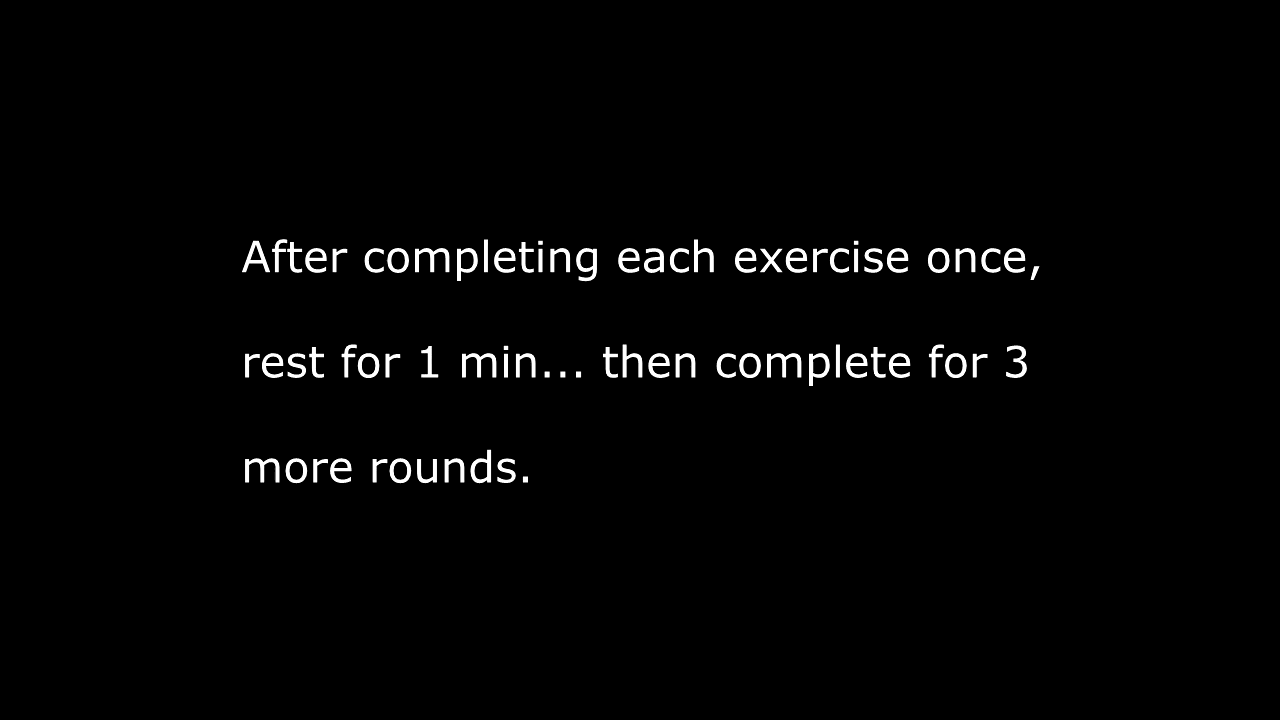 After completing each exercise once,
rest for 1 min... then complete for 3
more rounds.